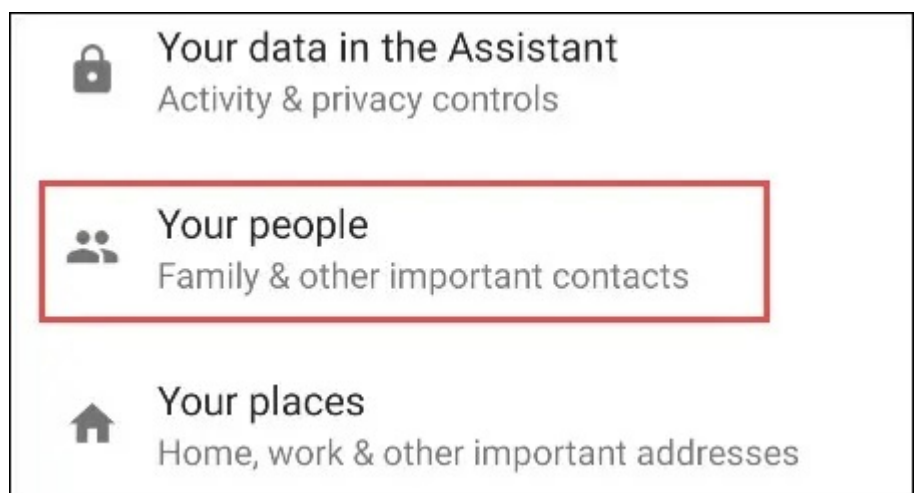 Your data in the Assistant
Activity & privacy controls
Your people
Family & other important contacts
Your places
Home, work & other important addresses